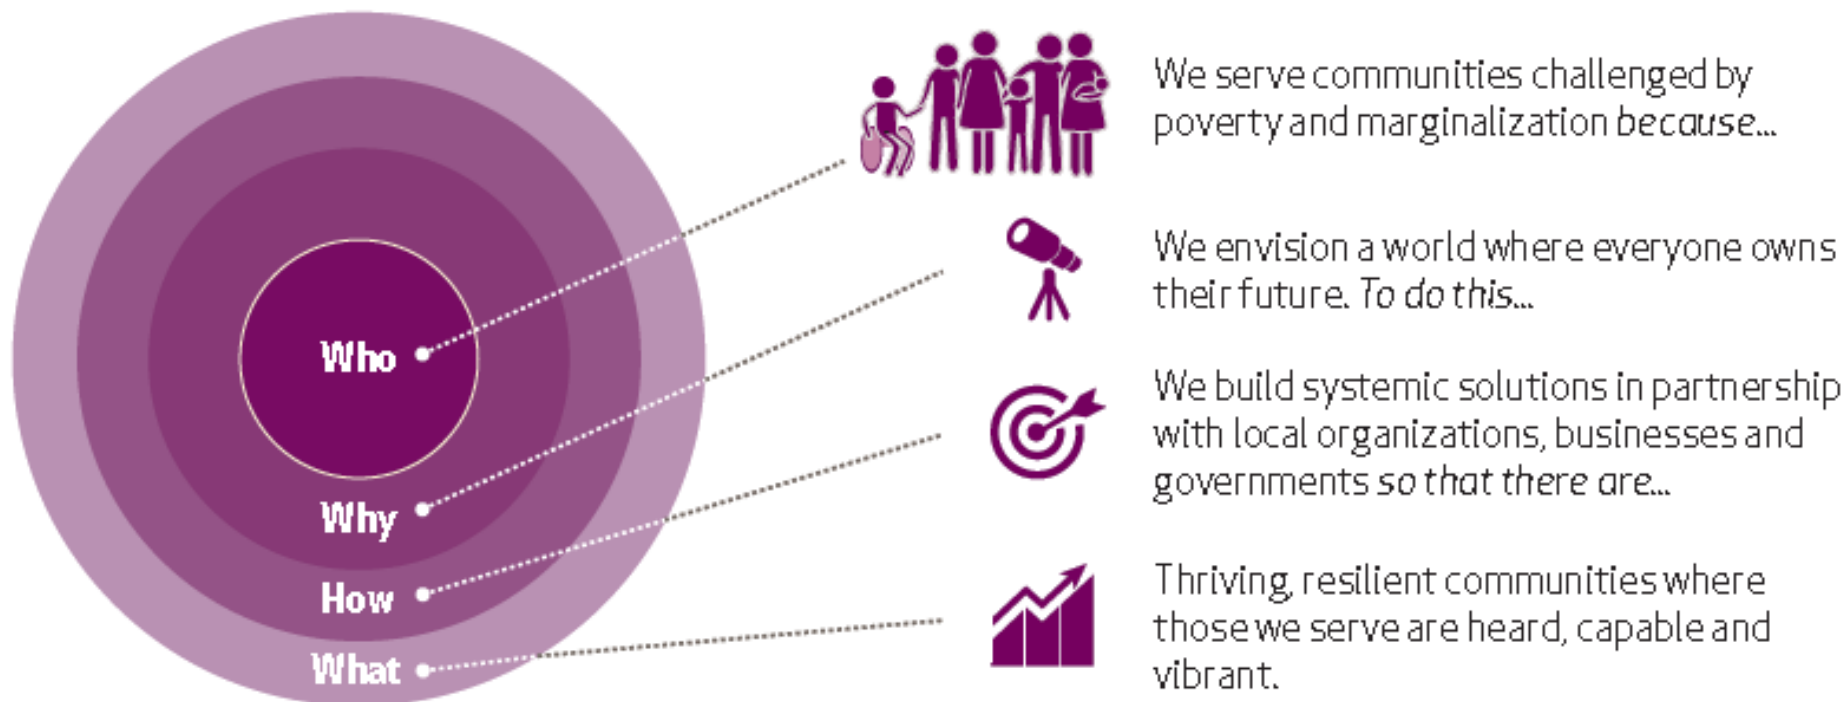 Who
Why
How
What
We serve communities challenged by
poverty and marginalization because...
We envision a world where everyone owns
their future. To do this...
We build systemic solutions in partnership
with local organizations, businesses and
governments so that there are...
Thriving, resilient communities where
those we serve are heard, capable and
vibrant.